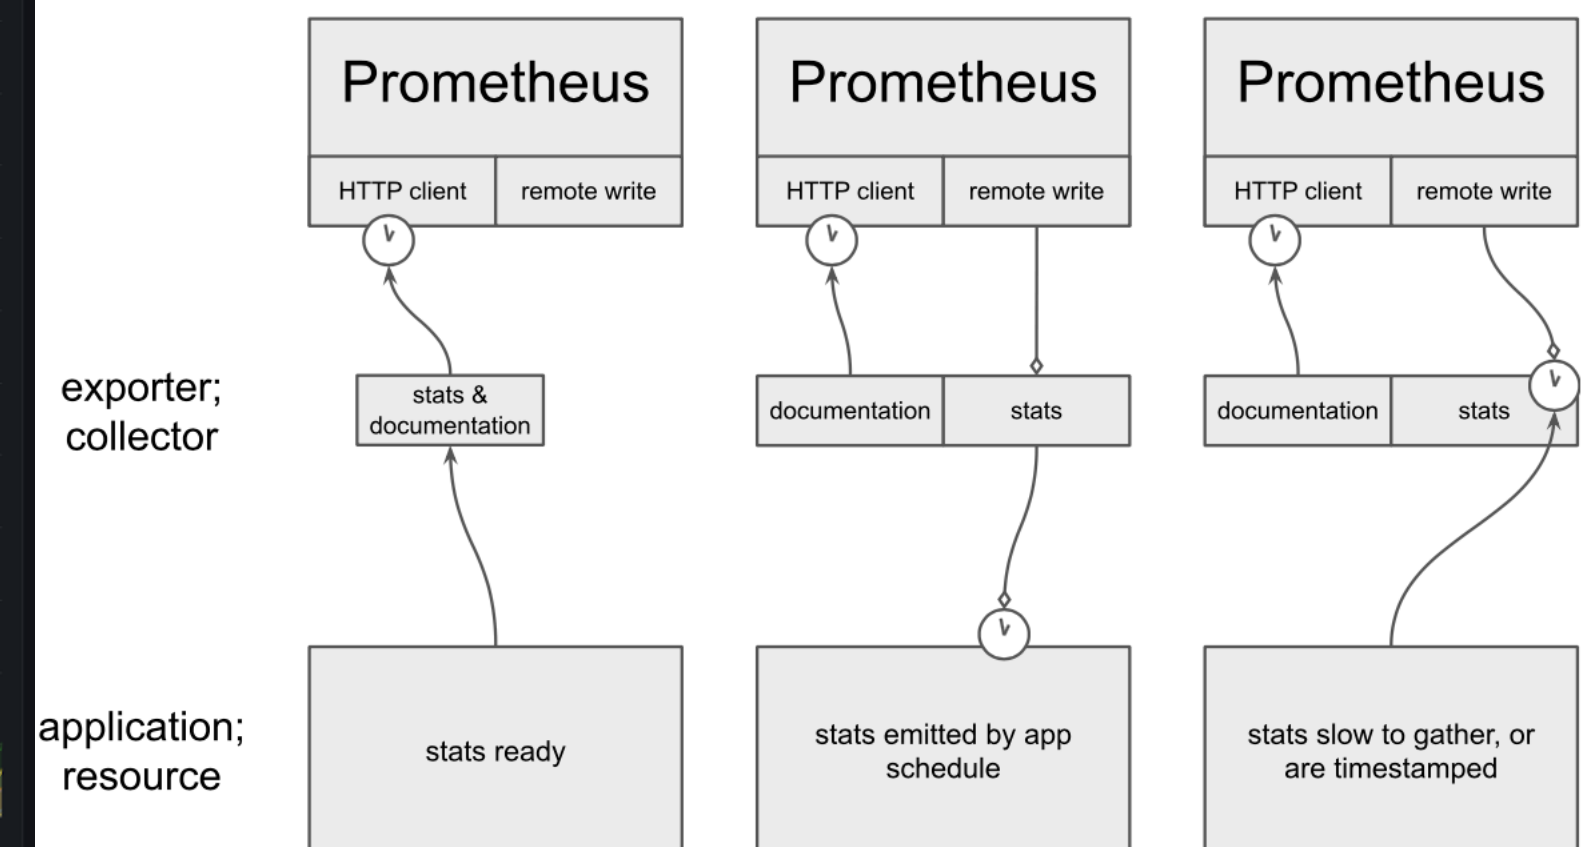 Prometheus
HTTP client
remote write
Prometheus
HTTP client
remote write
Prometheus
HTTP client
remote write
exporter;
collector
stats &
documentation
documentation
stats
documentation
stats
application;
resource
stats ready
stats emitted by app
schedule
stats slow to gather, or
are timestamped